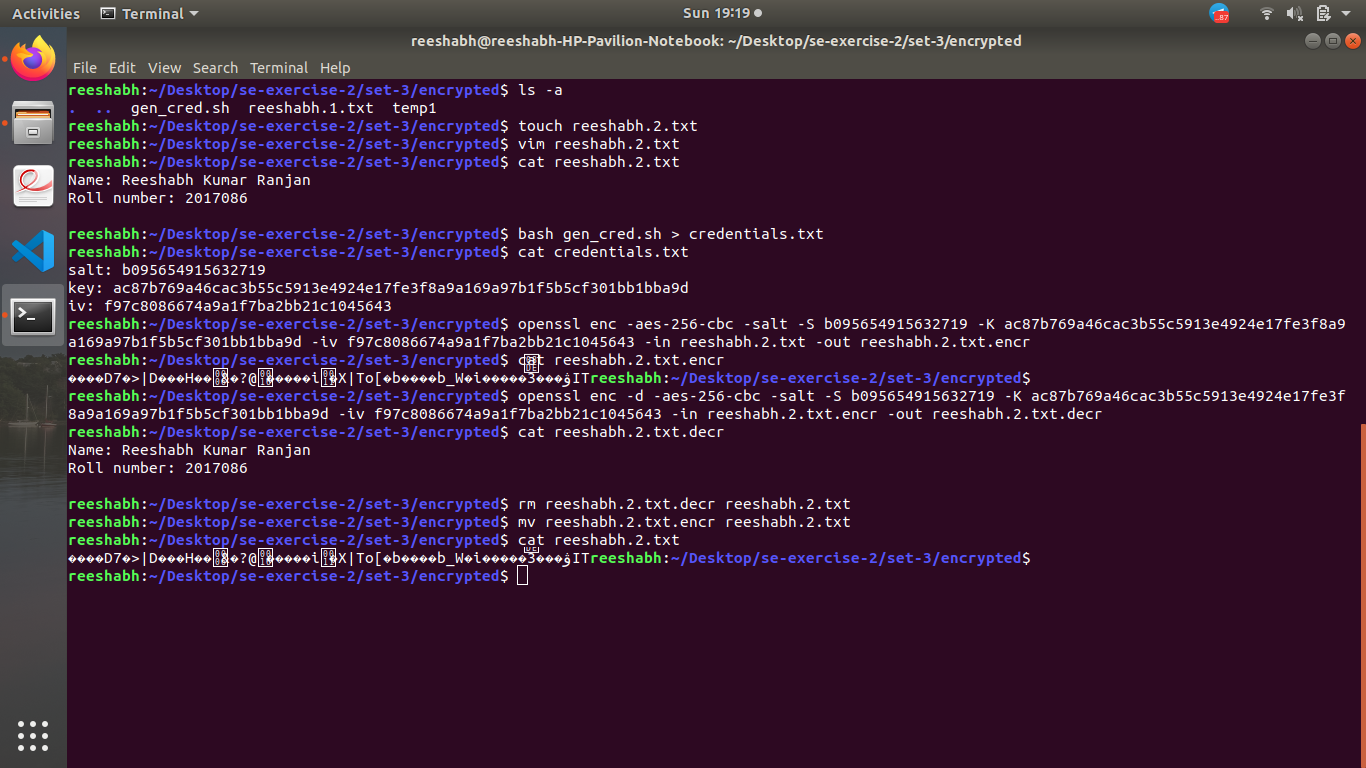 Activities Terminal Sun 19:19 87
reeshabh@reeshabh-HP-Pavilion-Notebook: ~/Desktop/se-exercise-2/set-3/encrypted
File Edit View Search Terminal Help
reeshabh:~/Desktop/se-exercise-2/set-3/encrypted$ ls -a
. .. gen_cred.sh reeshabh.1.txt temp1
reeshabh:~/Desktop/se-exercise-2/set-3/encrypted$ touch reeshabh.2.txt
reeshabh:~/Desktop/se-exercise-2/set-3/encrypted$ vim reeshabh.2.txt
reeshabh:~/Desktop/se-exercise-2/set-3/encrypted$ cat reeshabh.2.txt
Name: Reeshabh Kumar Ranjan
Roll number: 2017086
reeshabh:~/Desktop/se-exercise-2/set-3/encrypted$ bash gen_cred.sh > credentials.txt
reeshabh:~/Desktop/se-exercise-2/set-3/encrypted$ cat credentials.txt
salt: b095654915632719
key: ac87b769a46cac3b55c5913e4924e17fe3f8a9a169a97b1f5b5cf301bb1bba9d
iv: f97c8086674a9a1f7ba2bb21c1045643
reeshabh:~/Desktop/se-exercise-2/set-3/encrypted$ openssl enc -aes-256-cbc -salt -S b095654915632719 -K ac87b769a46cac3b55c5913e4924e17fe3f8a9
a169a97b1f5b5cf301bb1bba9d -iv f97c8086674a9a1f7ba2bb21c1045643 -in reeshabh.2.txt -out reeshabh.2.txt.encr
reeshabh:~/Desktop/se-exercise-2/set-3/encrypted$ cat reeshabh.2.txt.encr
����D7�>|D���H�� �?@ �����i �X|To[�b����b_W�i�����3���ۋITreeshabh:~/Desktop/se-exercise-2/set-3/encrypted$
reeshabh:~/Desktop/se-exercise-2/set-3/encrypted$ openssl enc -d -aes-256-cbc -salt -S b095654915632719 -K ac87b769a46cac3b55c5913e4924e17fe3f
8a9a169a97b1f5b5cf301bb1bba9d -iv f97c8086674a9a1f7ba2bb21c1045643 -in reeshabh.2.txt.encr -out reeshabh.2.txt.decr
reeshabh:~/Desktop/se-exercise-2/set-3/encrypted$ cat reeshabh.2.txt.decr
Name: Reeshabh Kumar Ranjan
Roll number: 2017086
reeshabh:~/Desktop/se-exercise-2/set-3/encrypted$ rm reeshabh.2.txt.decr reeshabh.2.txt
reeshabh:~/Desktop/se-exercise-2/set-3/encrypted$ mv reeshabh.2.txt.encr reeshabh.2.txt
reeshabh:~/Desktop/se-exercise-2/set-3/encrypted$ cat reeshabh.2.txt
����D7�>|D���H�� �?@ �����i �X|To[�b����b_W�i�����3���ۋITreeshabh:~/Desktop/se-exercise-2/set-3/encrypted$
reeshabh:~/Desktop/se-exercise-2/set-3/encrypted$